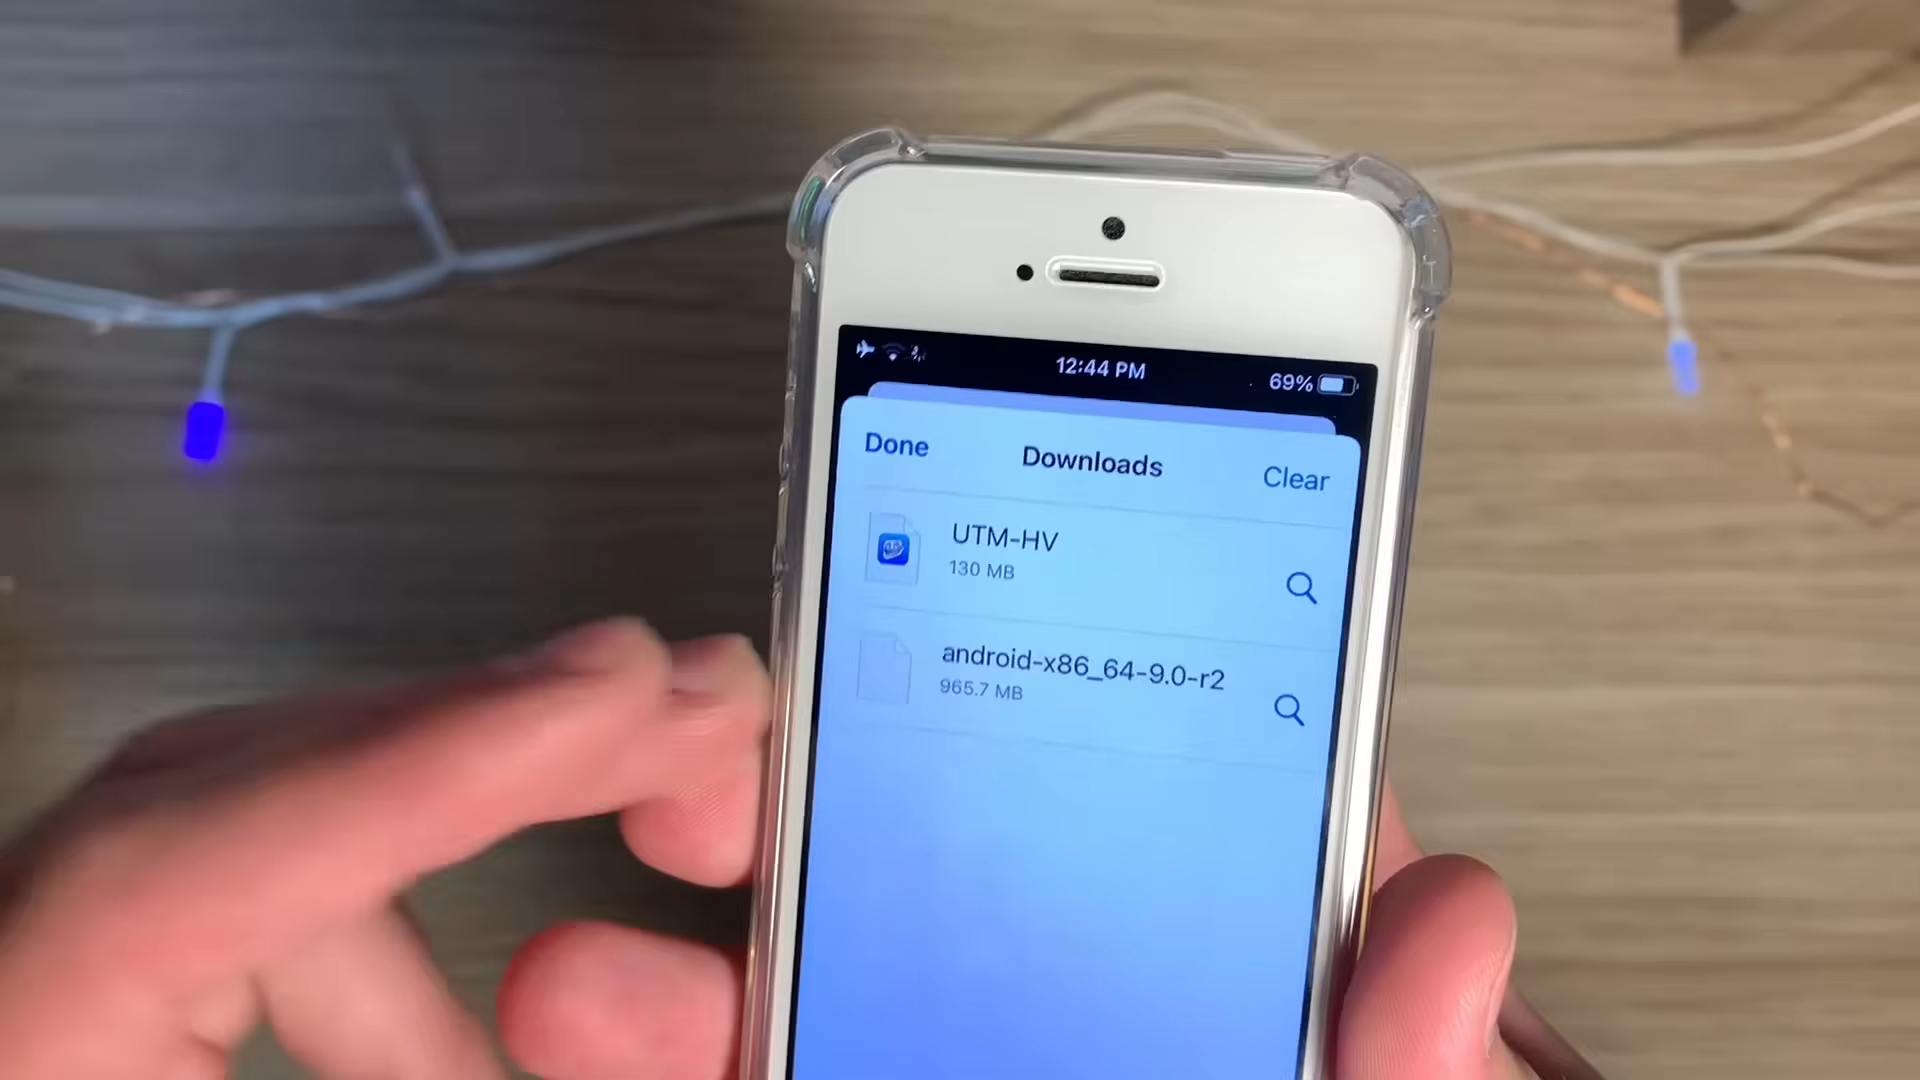 12:44 PM
69%
Done
Downloads
Clear
UTM-HV
130 MB
android-x86_64-9.0-r2
965.7 MB